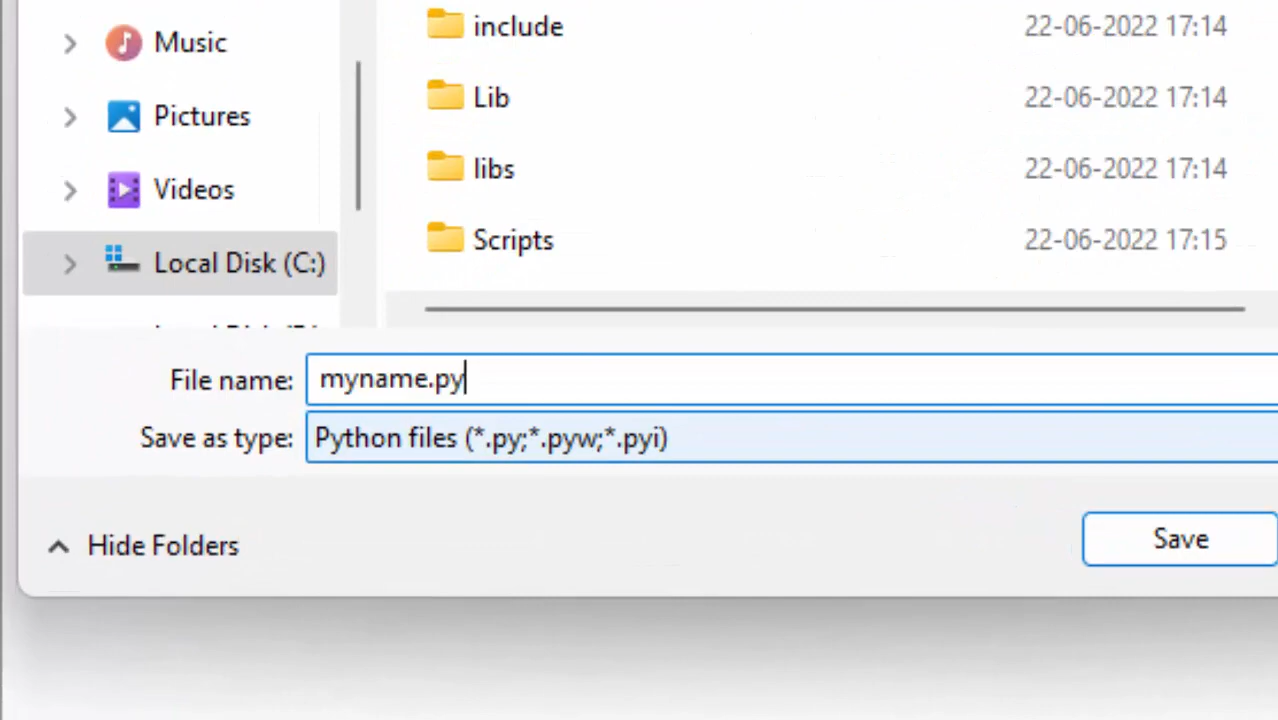 Music
Pictures
Videos
Local Disk (C:)
include 22-06-2022 17:14
Lib 22-06-2022 17:14
libs 22-06-2022 17:14
Scripts 22-06-2022 17:15
File name: myname.py
Save as type: Python files (*.py;*.pyw;*.pyi)
Hide Folders
Save